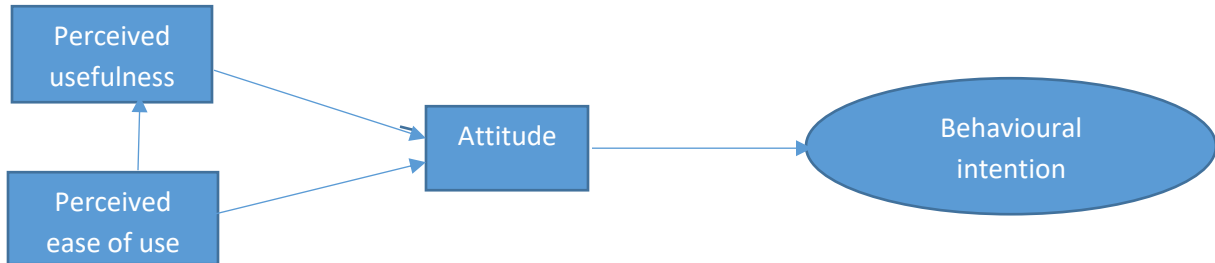 Perceived
usefulness
Attitude
Behavioural
intention
Perceived
ease of use